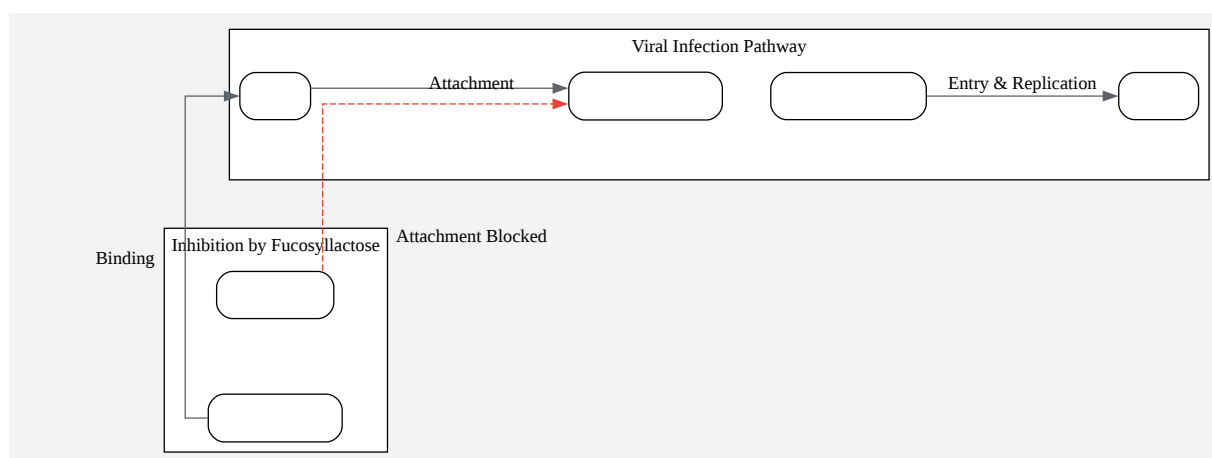 Viral Infection Pathway
Attachment
Entry & Replication
Attachment Blocked
Inhibition by Fucosyllactose
Binding